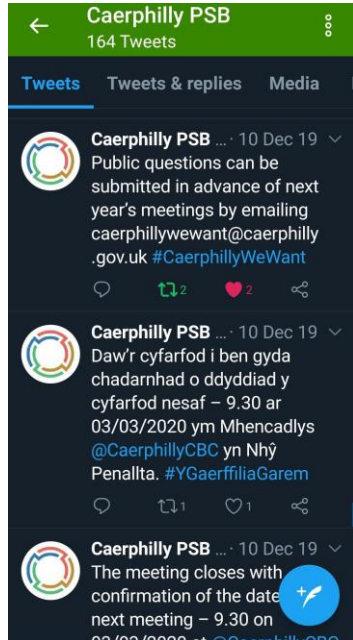 Caerphilly PSB
164 Tweets
Tweets Tweets & replies Media
Caerphilly PSB ... · 10 Dec 19
Public questions can be
submitted in advance of next
year's meetings by emailing
caerphillywewant@caerphilly
.gov.uk #CaerphillyWeWant
2 2
Caerphilly PSB ... · 10 Dec 19
Daw'r cyfarfod i ben gyda
chadarnhad o ddyddiad y
cyfarfod nesaf – 9.30 ar
03/03/2020 ym Mhencadlys
@CaerphillyCBC yn Nhŷ
Penallta. #YGaerffiliaGarem
1 1
Caerphilly PSB ... · 10 Dec 19
The meeting closes with
confirmation of the date
next meeting – 9.30 on